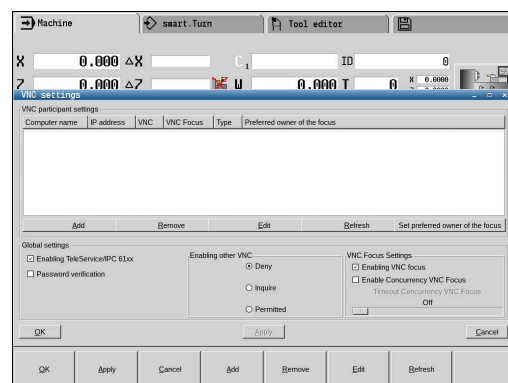 Machine smart.Turn Tool editor
X 0.000 ΔX C 1 ID 0
Z 0.000 ΔZ W 0.000 T 0 X 0.0000
VNC settings
VNC participant settings
Computer name IP address VNC VNC Focus Type Preferred owner of the focus
Add Remove Edit Refresh Set preferred owner of the focus
Global settings
Enabling TeleService/IPC 61xx
Password verification
Enabling other VNC
Deny
Inquire
Permitted
VNC Focus Settings
Enabling VNC focus
Enable Concurrency VNC Focus
Timeout Concurrency VNC Focus
Off
OK Apply Cancel
OK Apply Cancel Add Remove Edit Refresh